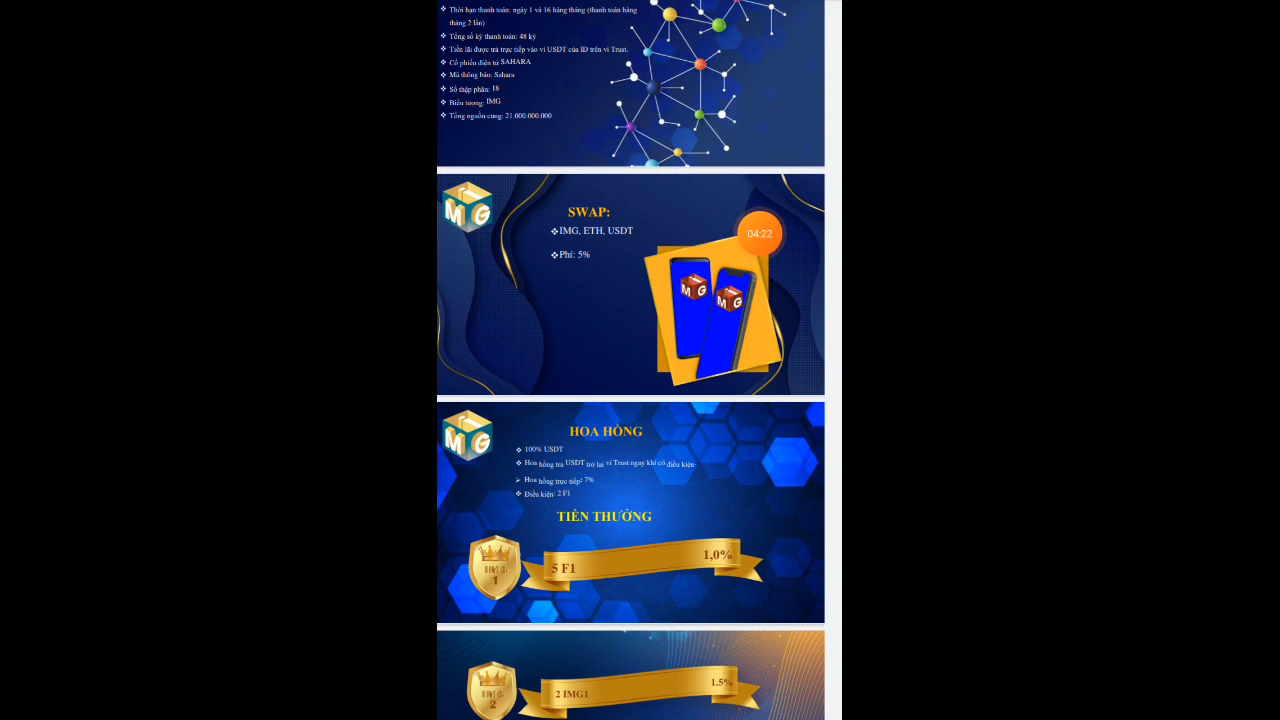 ❖ Thời hạn thanh toán: ngày 1 và 16 hàng tháng (thanh toán hàng
tháng 2 lần)
❖ Tổng số kỳ thanh toán: 48 kỳ
❖ Tiền lãi được trả trực tiếp vào ví USDT của ID trên ví Trust.
❖ Cổ phiếu điện tử SAHARA
❖ Mã thông báo: Sahara
❖ Số thập phân: 18
❖ Biểu tượng: IMG
❖ Tổng nguồn cung: 21.000.000.000
IMG
SWAP:
❖ IMG, ETH, USDT
❖ Phí: 5%
04:22
IMG
IMG
IMG
HOA HỒNG
❖ 100% USDT
❖ Hoa hồng trả USDT trở lại ví Trust ngay khi có điều kiện.
➢ Hoa hồng trực tiếp: 7%
❖ Điều kiện: 2 F1
TIỀN THƯỞNG
IMG
1
5 F1
1,0%
IMG
2
2 IMG1
1.5%